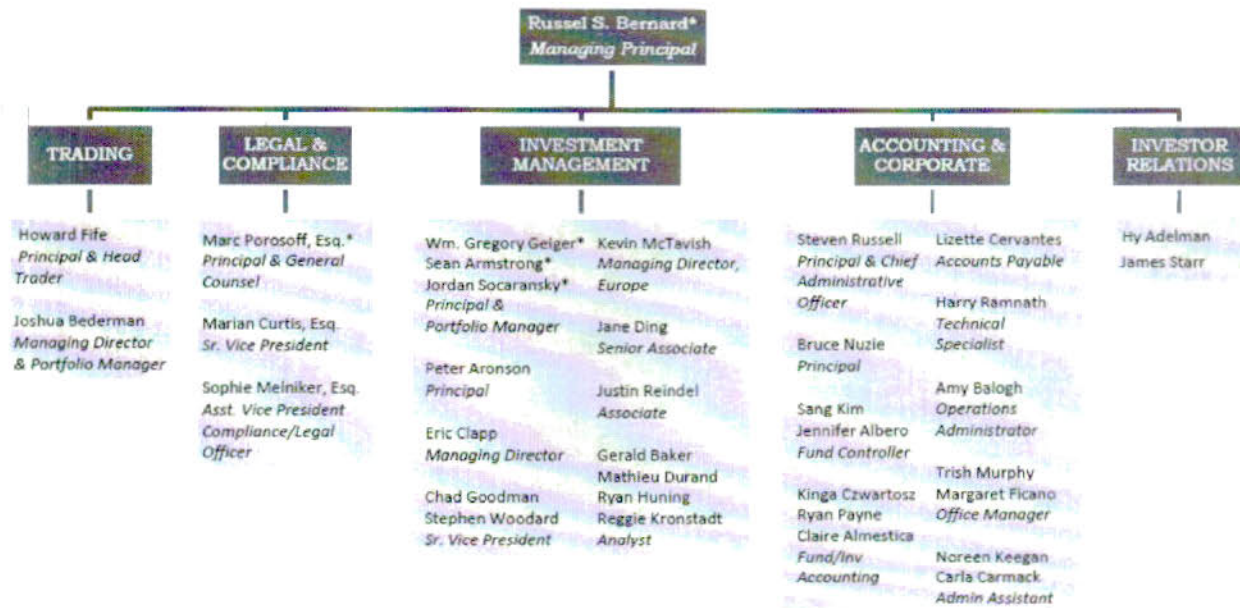 Russel S. Bernard*
Managing Principal
TRADING
Howard Fife
Principal & Head
Trader
Joshua Bederman
Managing Director
& Portfolio Manager
LEGAL &
COMPLIANCE
Marc Porosoff, Esq.*
Principal & General
Counsel
Marian Curtis, Esq.
Sr. Vice President
Sophie Melniker, Esq.
Asst. Vice President
Compliance/Legal
Officer
INVESTMENT
MANAGEMENT
Wm. Gregory Geiger*
Sean Armstrong*
Jordan Socaransky*
Principal &
Portfolio Manager
Peter Aronson
Principal
Eric Clapp
Managing Director
Chad Goodman
Stephen Woodard
Sr. Vice President
Kevin McTavish
Managing Director,
Europe
Jane Ding
Senior Associate
Justin Reindel
Associate
Gerald Baker
Mathieu Durand
Ryan Huning
Reggie Kronstadt
Analyst
ACCOUNTING &
CORPORATE
Steven Russell
Principal & Chief
Administrative
Officer
Bruce Nuzie
Principal
Sang Kim
Jennifer Albero
Fund Controller
Kinga Czwartosz
Ryan Payne
Claire Almestica
Fund/Inv
Accounting
Lizette Cervantes
Accounts Payable
Harry Ramnath
Technical
Specialist
Amy Balogh
Operations
Administrator
Trish Murphy
Margaret Ficano
Office Manager
Noreen Keegan
Carla Carmack
Admin Assistant
INVESTOR
RELATIONS
Hy Adelman
James Starr